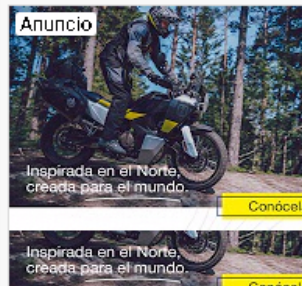 Anuncio
Inspirada en el Norte,
creada para el mundo.
Conócel
Inspirada en el Norte,
creada para el mundo.